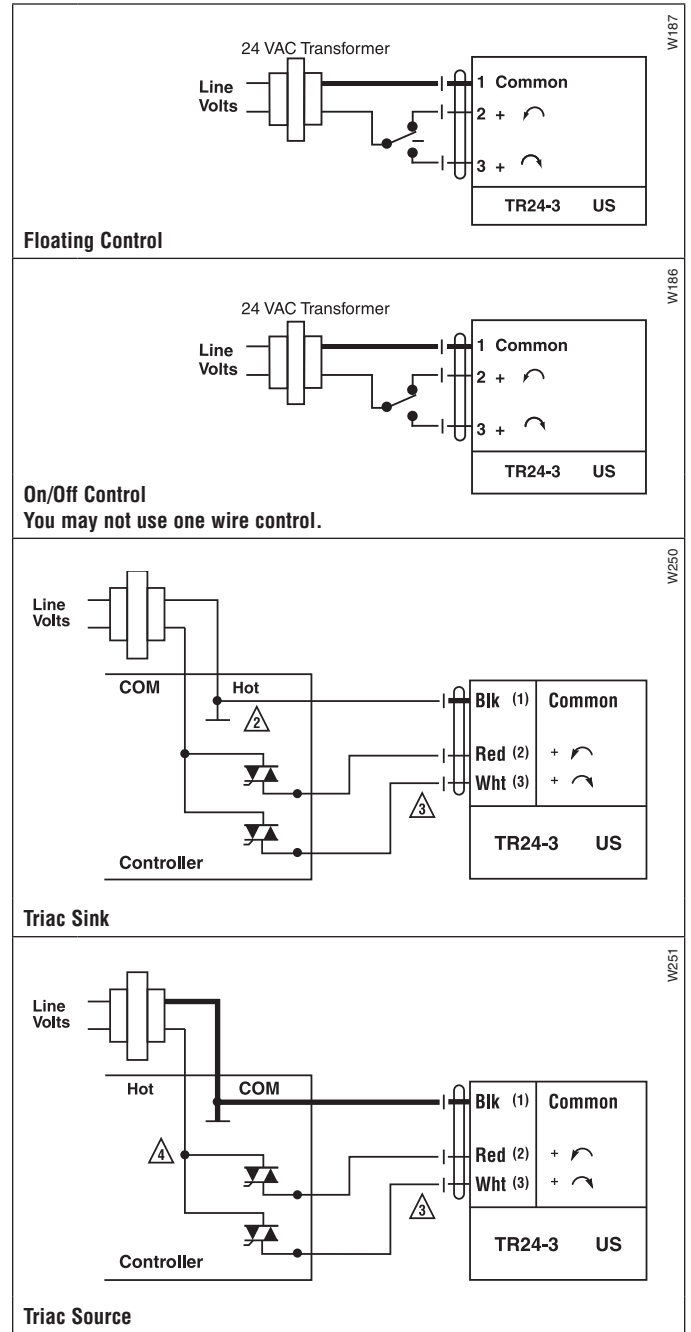 W187
24 VAC Transformer
Line
Volts
1 Common
2 +
3 +
TR24-3 US
Floating Control
W186
24 VAC Transformer
Line
Volts
1 Common
2 +
3 +
TR24-3 US
On/Off Control
You may not use one wire control.
W250
Line
Volts
COM Hot
2
Blk (1) Common
Red (2) +
Wht (3) +
3
TR24-3 US
Controller
Triac Sink
W251
Line
Volts
Hot COM
Blk (1) Common
4
Red (2) +
Wht (3) +
3
TR24-3 US
Controller
Triac Source